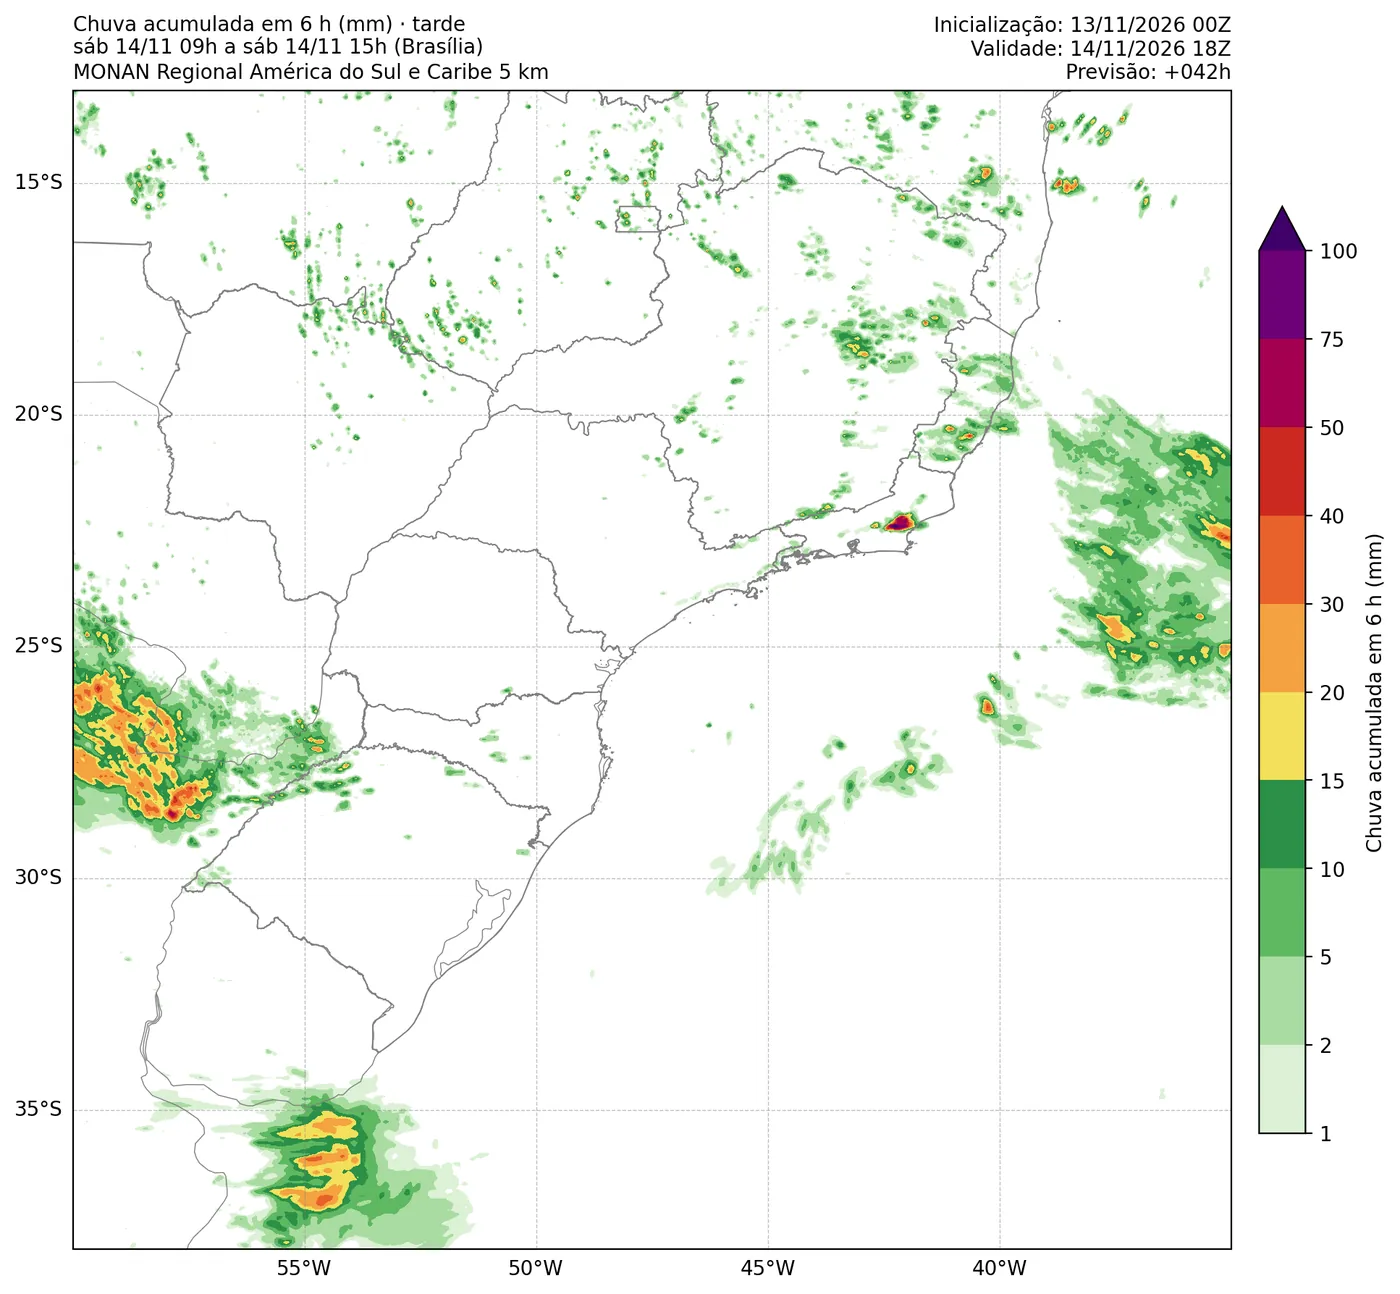 Chuva acumulada em 6 h (mm) · tarde
sáb 14/11 09h a sáb 14/11 15h (Brasília)
MONAN Regional América do Sul e Caribe 5 km
Inicialização: 13/11/2026 00Z
Validade: 14/11/2026 18Z
Previsão: +042h
15°S
20°S
25°S
30°S
35°S
55°W
50°W
45°W
40°W
100
75
50
40
30
20
15
10
5
2
1
Chuva acumulada em 6 h (mm)